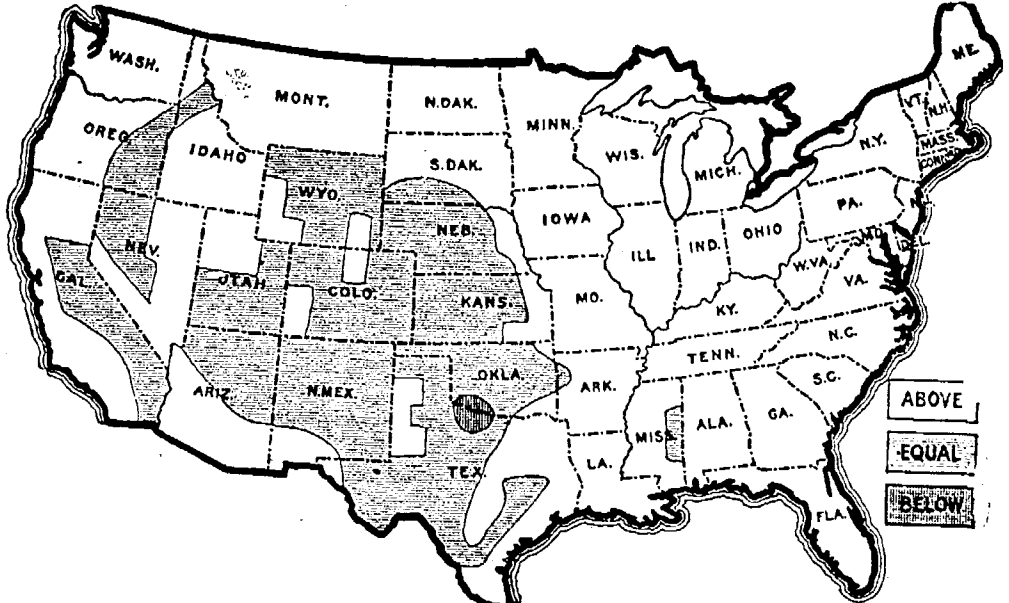 WASH.
MONT.
N.DAK.
MINN.
ME.
VT.
N.H.
OREG.
IDAHO
S.DAK.
WIS.
MICH.
N.Y.
MASS.
CONN.
WYO.
NEB.
IOWA
ILL
IND.
OHIO
PA.
N.
NEV.
UTAH
COLO.
KANS.
MO.
KY.
W.VA.
VA.
MD.
DEL
CAL.
ARIZ.
N.MEX.
OKLA.
ARK.
TENN.
N.C.
S.C.
TEX.
LA.
MISS.
ALA.
GA.
FLA.
ABOVE
EQUAL
BELOW